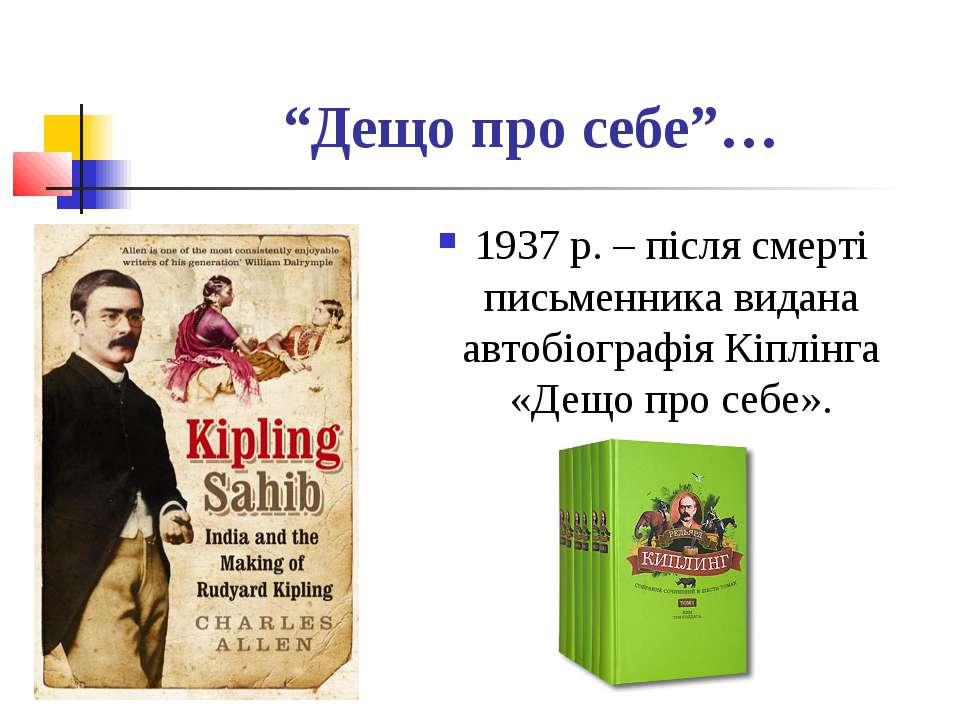 “Дещо про себе”…
‘Allen is one of the most consistently enjoyable
writers of his generation’ William Dalrymple
Kipling
Sahib
India and the
Making of
Rudyard Kipling
CHARLES
ALLEN
1937 р. – після смерті
письменника видана
автобіографія Кіплінга
«Дещо про себе».
РЕДЬЯРД
КИПЛИНГ
СОБРАНИЕ СОЧИНЕНИЙ В ШЕСТИ ТОМАХ
ТОМ 1